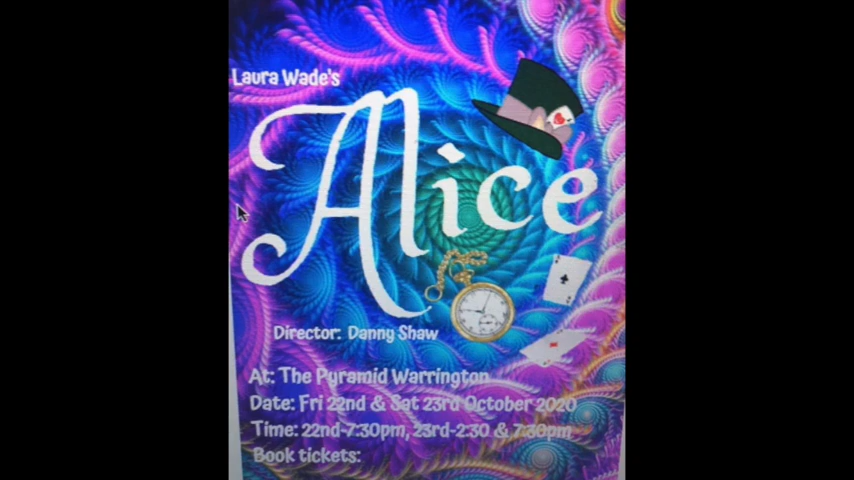 Laura Wade's
Alice
Director: Danny Shaw
At: The Pyramid Warrington
Date: Fri 22nd & Sat 23rd October 2020
Time: 22nd-7:30pm, 23rd-2:30 & 7:30pm
Book tickets: